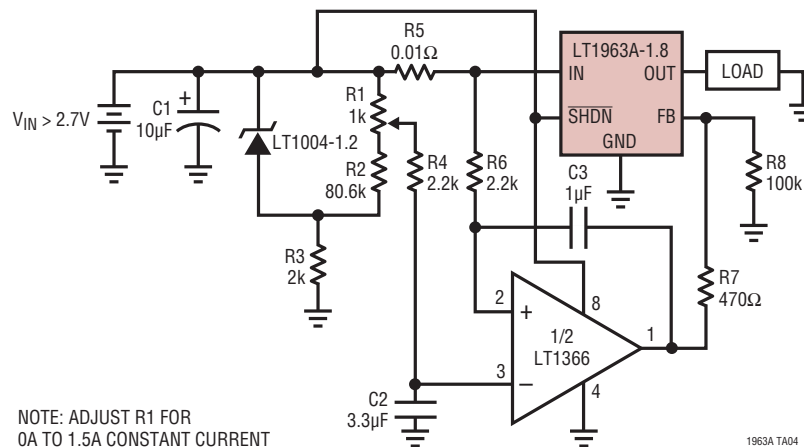 R5
0.01Ω
LT1963A-1.8
IN
OUT
LOAD
SHDN
FB
GND
VIN > 2.7V
C1
10µF
+
LT1004-1.2
R1
1k
R2
80.6k
R4
2.2k
R6
2.2k
C3
1µF
R8
100k
R3
2k
R7
470Ω
2
+
8
1/2
LT1366
1
3
–
4
C2
3.3µF
NOTE: ADJUST R1 FOR
0A TO 1.5A CONSTANT CURRENT
1963A TA04